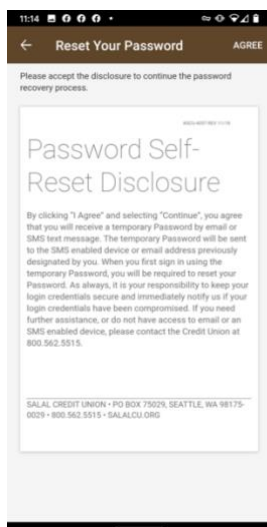 11:14
Reset Your Password
AGREE
Please accept the disclosure to continue the password
recovery process.
Password Self-
Reset Disclosure
By clicking "I Agree" and selecting "Continue", you agree
that you will receive a temporary Password by email or
SMS text message. The temporary Password will be sent
to the SMS enabled device or email address previously
designated by you. When you first sign in using the
temporary Password, you will be required to reset your
Password. As always, it is your responsibility to keep your
login credentials secure and immediately notify us if your
login credentials have been compromised. If you need
further assistance, or do not have access to email or an
SMS enabled device, please contact the Credit Union at
800.562.5515.
SALAL CREDIT UNION • PO BOX 75029, SEATTLE, WA 98175-
0029 • 800.562.5515 • SALALCU.ORG